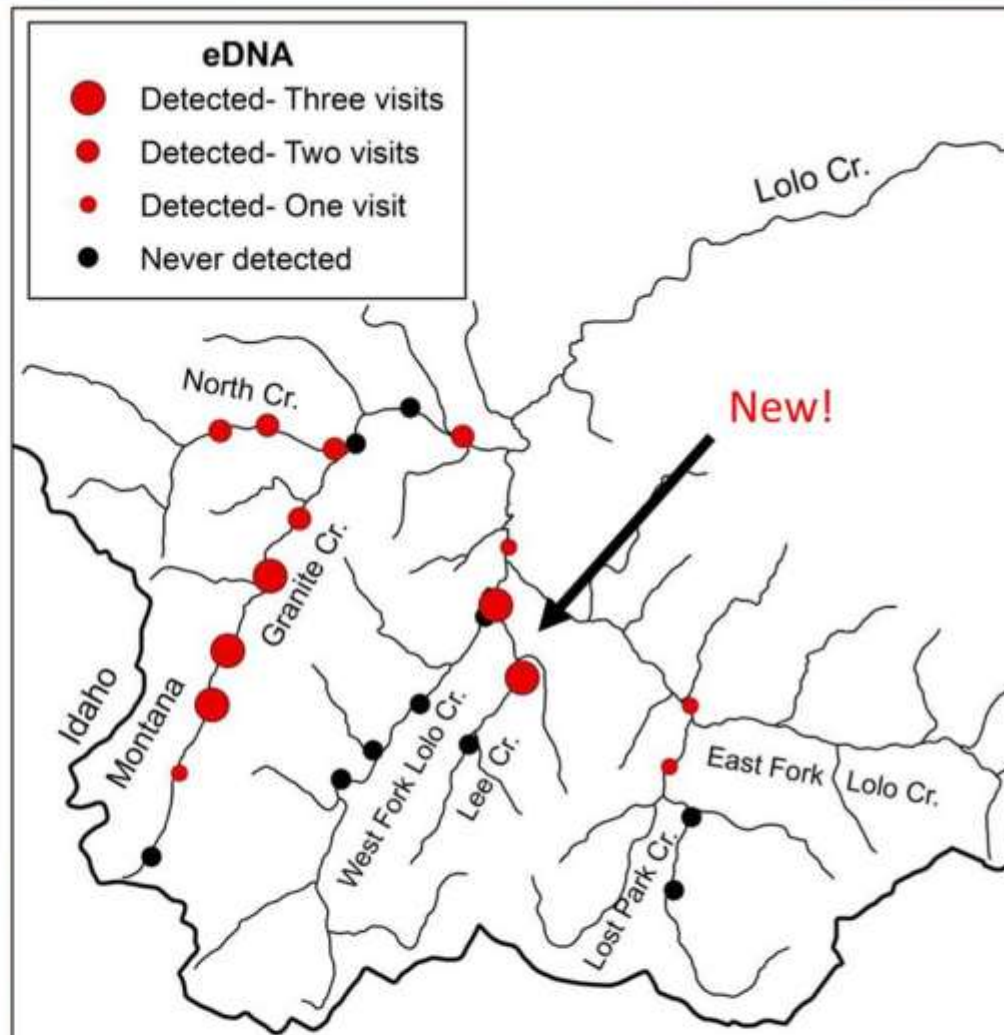 eDNA
Detected- Three visits
Detected- Two visits
Detected- One visit
Never detected
Lolo Cr.
North Cr.
New!
Granite Cr.
Idaho
Montana
West Fork Lolo Cr.
Lee Cr.
East Fork Lolo Cr.
Lost Park Cr.